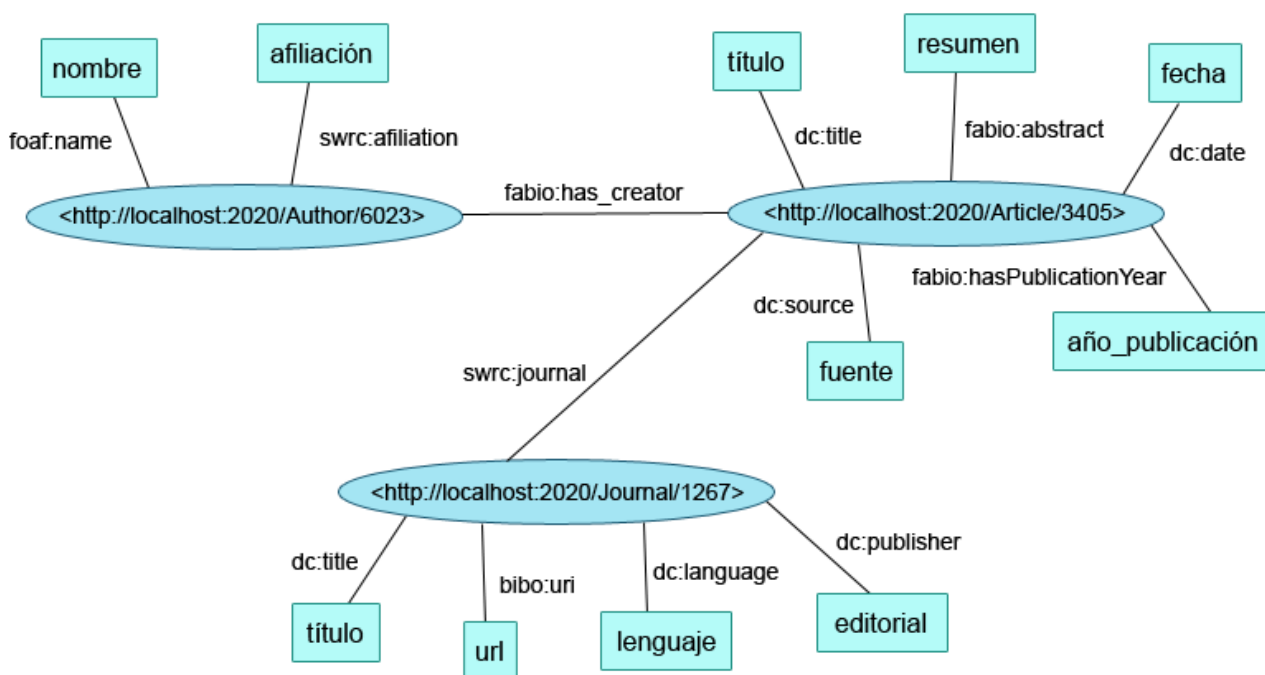 nombre
afiliación
título
resumen
fecha
foaf:name
swrc:afiliation
dc:title
fabio:abstract
dc:date
fabio:has_creator
<http://localhost:2020/Author/6023>
<http://localhost:2020/Article/3405>
fabio:hasPublicationYear
dc:source
año_publicación
fuente
swrc:journal
<http://localhost:2020/Journal/1267>
dc:title
bibo:uri
dc:language
dc:publisher
título
url
lenguaje
editorial